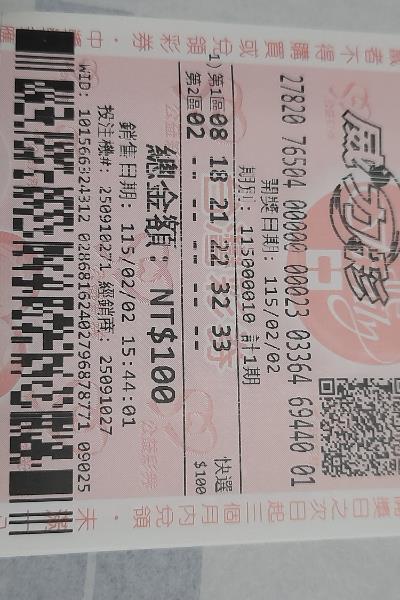 威力彩
27820 76504 00000 00023 03364 69440 01
開獎日期: 115/02/02
期別: 115000010 計1期
快選
$100
1) 第1區08 18 21 22 32 33
第2區02 -- -- -- -- --
總金額: NT$100
銷售日期: 115/02/02 15:44:01
投注機#: 250910371 經銷商: 25091027
WID: 101566324312 028681624027968787​71 09025